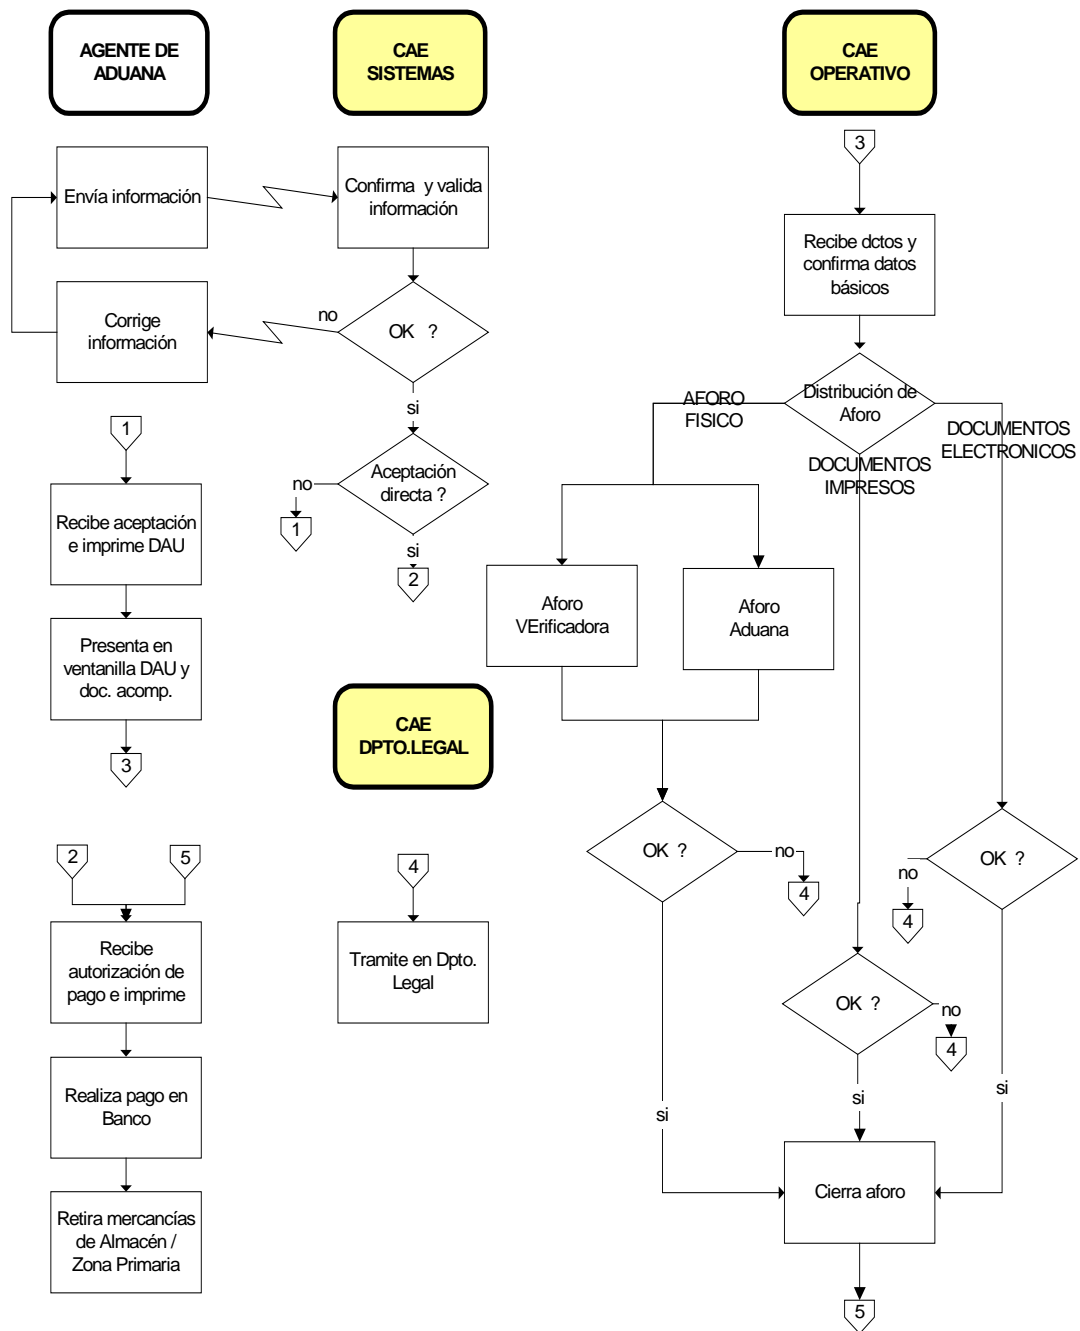 AGENTE DE
ADUANA
CAE
SISTEMAS
CAE
OPERATIVO
Envía información
Confirma y valida
información
Corrige
información
no
OK ?
si
Aceptación
directa ?
no
1
si
2
1
Recibe aceptación
e imprime DAU
Presenta en
ventanilla DAU y
doc. acomp.
3
CAE
DPTO.LEGAL
4
Tramite en Dpto.
Legal
2
5
Recibe
autorización de
pago e imprime
Realiza pago en
Banco
Retira mercancías
de Almacén /
Zona Primaria
3
Recibe dctos y
confirma datos
básicos
Distribución de
Aforo
AFORO
FISICO
DOCUMENTOS
IMPRESOS
DOCUMENTOS
ELECTRONICOS
Aforo
VErificadora
Aforo
Aduana
OK ?
no
4
si
OK ?
no
4
si
OK ?
no
4
si
Cierra aforo
5